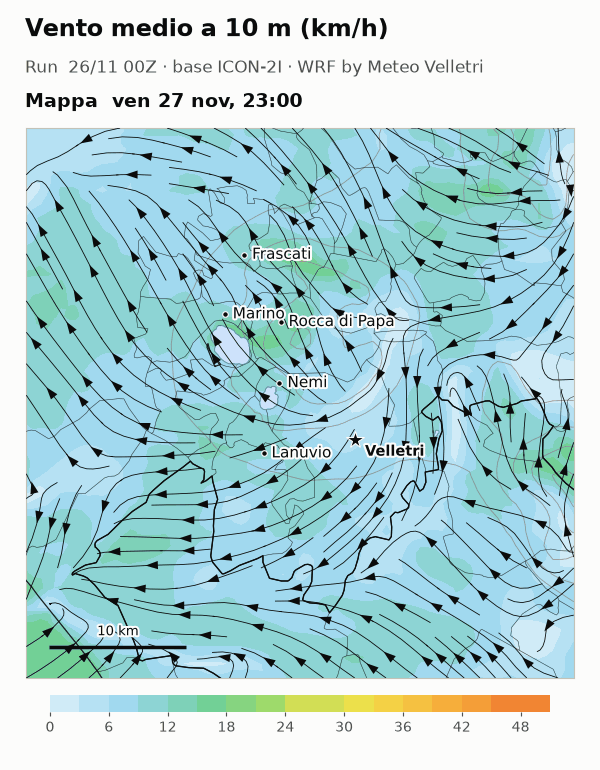 Vento medio a 10 m (km/h)
Run 26/11 00Z · base ICON-2I · WRF by Meteo Velletri
Mappa ven 27 nov, 23:00
Frascati
Marino
Rocca di Papa
Nemi
Velletri
Lanuvio
10 km
0 6 12 18 24 30 36 42 48